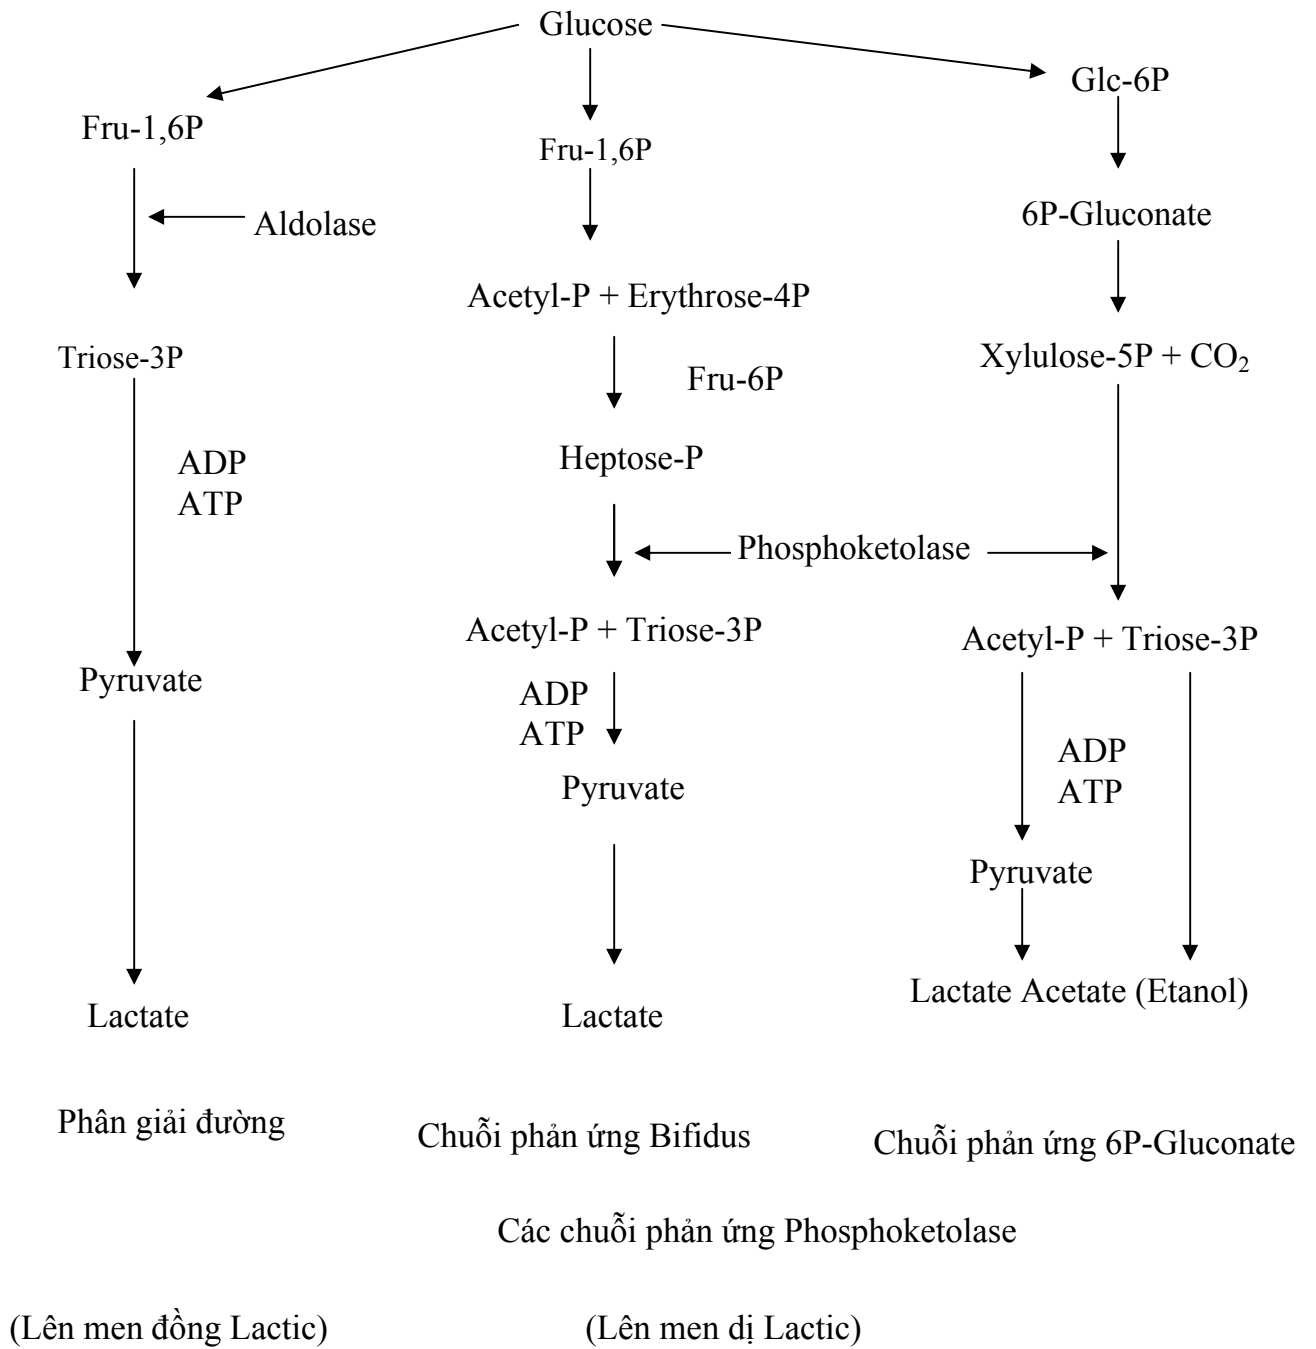 Glucose
Glc-6P
Fru-1,6P
Fru-1,6P
6P-Gluconate
Aldolase
Acetyl-P + Erythrose-4P
Triose-3P
Xylulose-5P + CO₂
Fru-6P
ADP
ATP
Heptose-P
Phosphoketolase
Acetyl-P + Triose-3P
Acetyl-P + Triose-3P
Pyruvate
ADP
ATP
ADP
ATP
Pyruvate
Pyruvate
Lactate Acetate (Etanol)
Lactate
Lactate
Phân giải đường
Chuỗi phản ứng Bifidus
Chuỗi phản ứng 6P-Gluconate
Các chuỗi phản ứng Phosphoketolase
(Lên men đồng Lactic)
(Lên men dị Lactic)